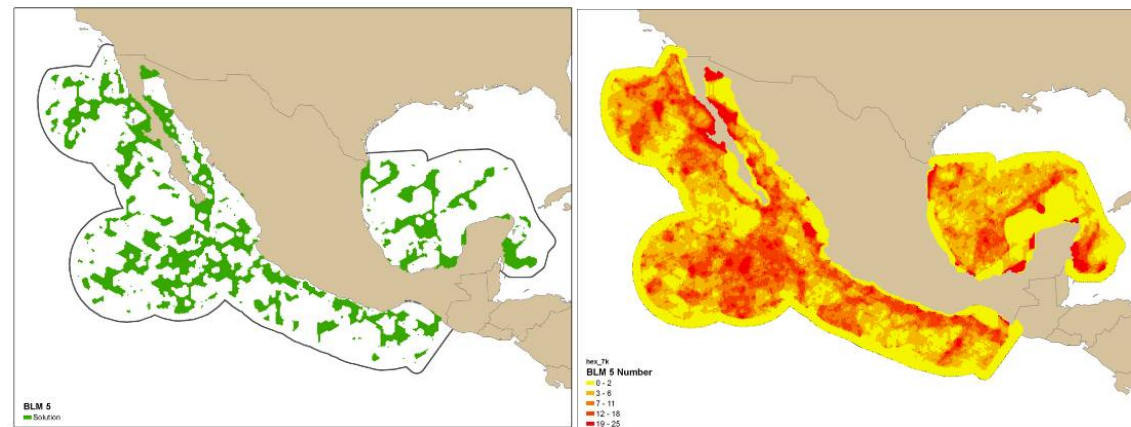 BLM 5
Solution
hex_7k
BLM 5 Number
0 - 2
3 - 6
7 - 11
12 - 18
19 - 25